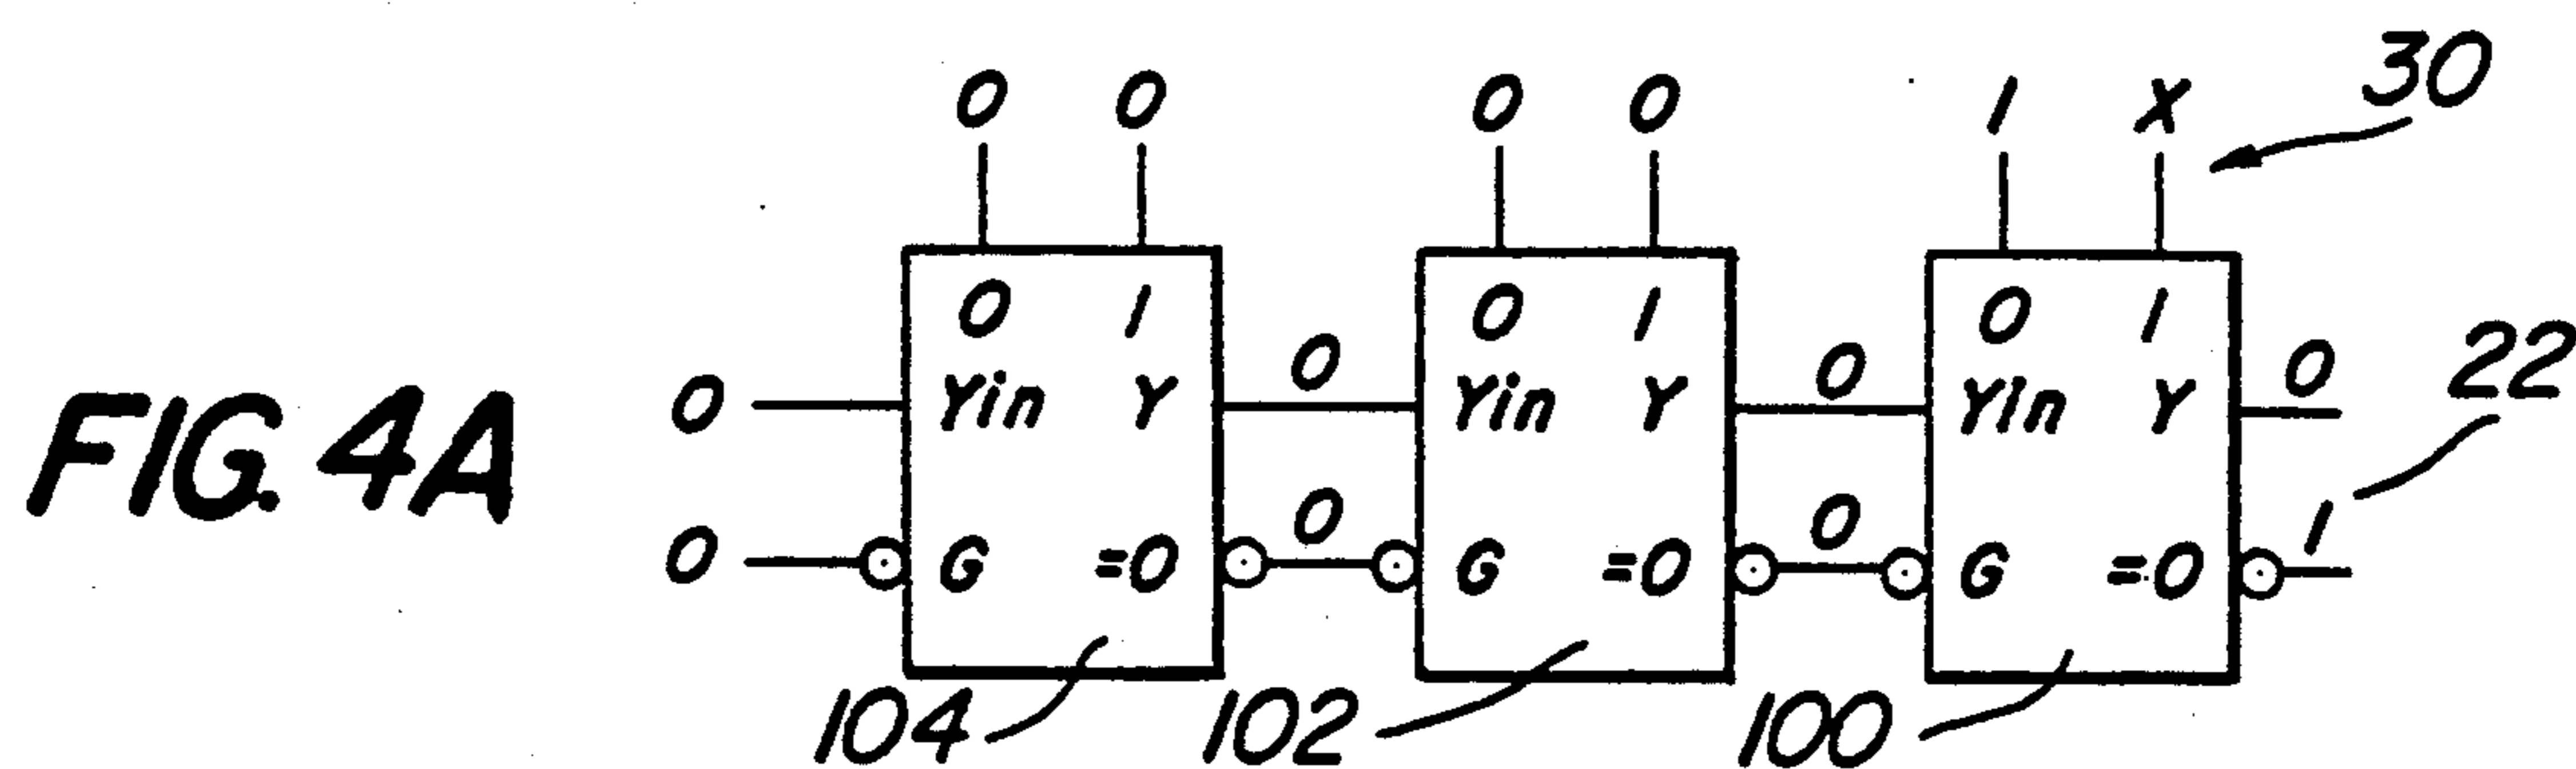 30
0 0 0 0 1 X
0 1 0 1 0 1
22
0 Yin Y 0 Yin Y 0 Yin Y 0
FIG. 4A
0 G =0 0 G =0 0 G =0 1
104 102 100